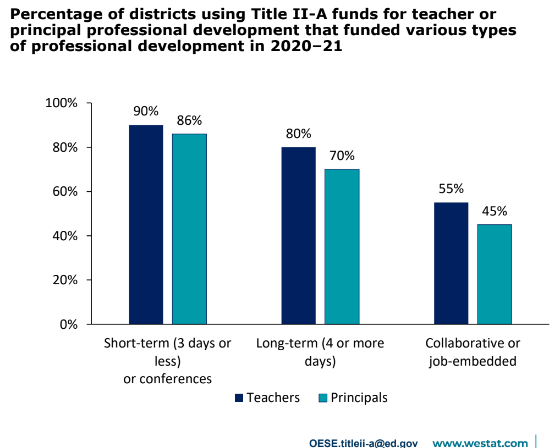 Percentage of districts using Title II-A funds for teacher or
principal professional development that funded various types
of professional development in 2020–21
100%
80%
60%
40%
20%
0%
90%
86%
80%
70%
55%
45%
Short-term (3 days or
less)
or conferences
Long-term (4 or more
days)
Collaborative or
job-embedded
Teachers
Principals
OESE.titleii-a@ed.gov
www.westat.com